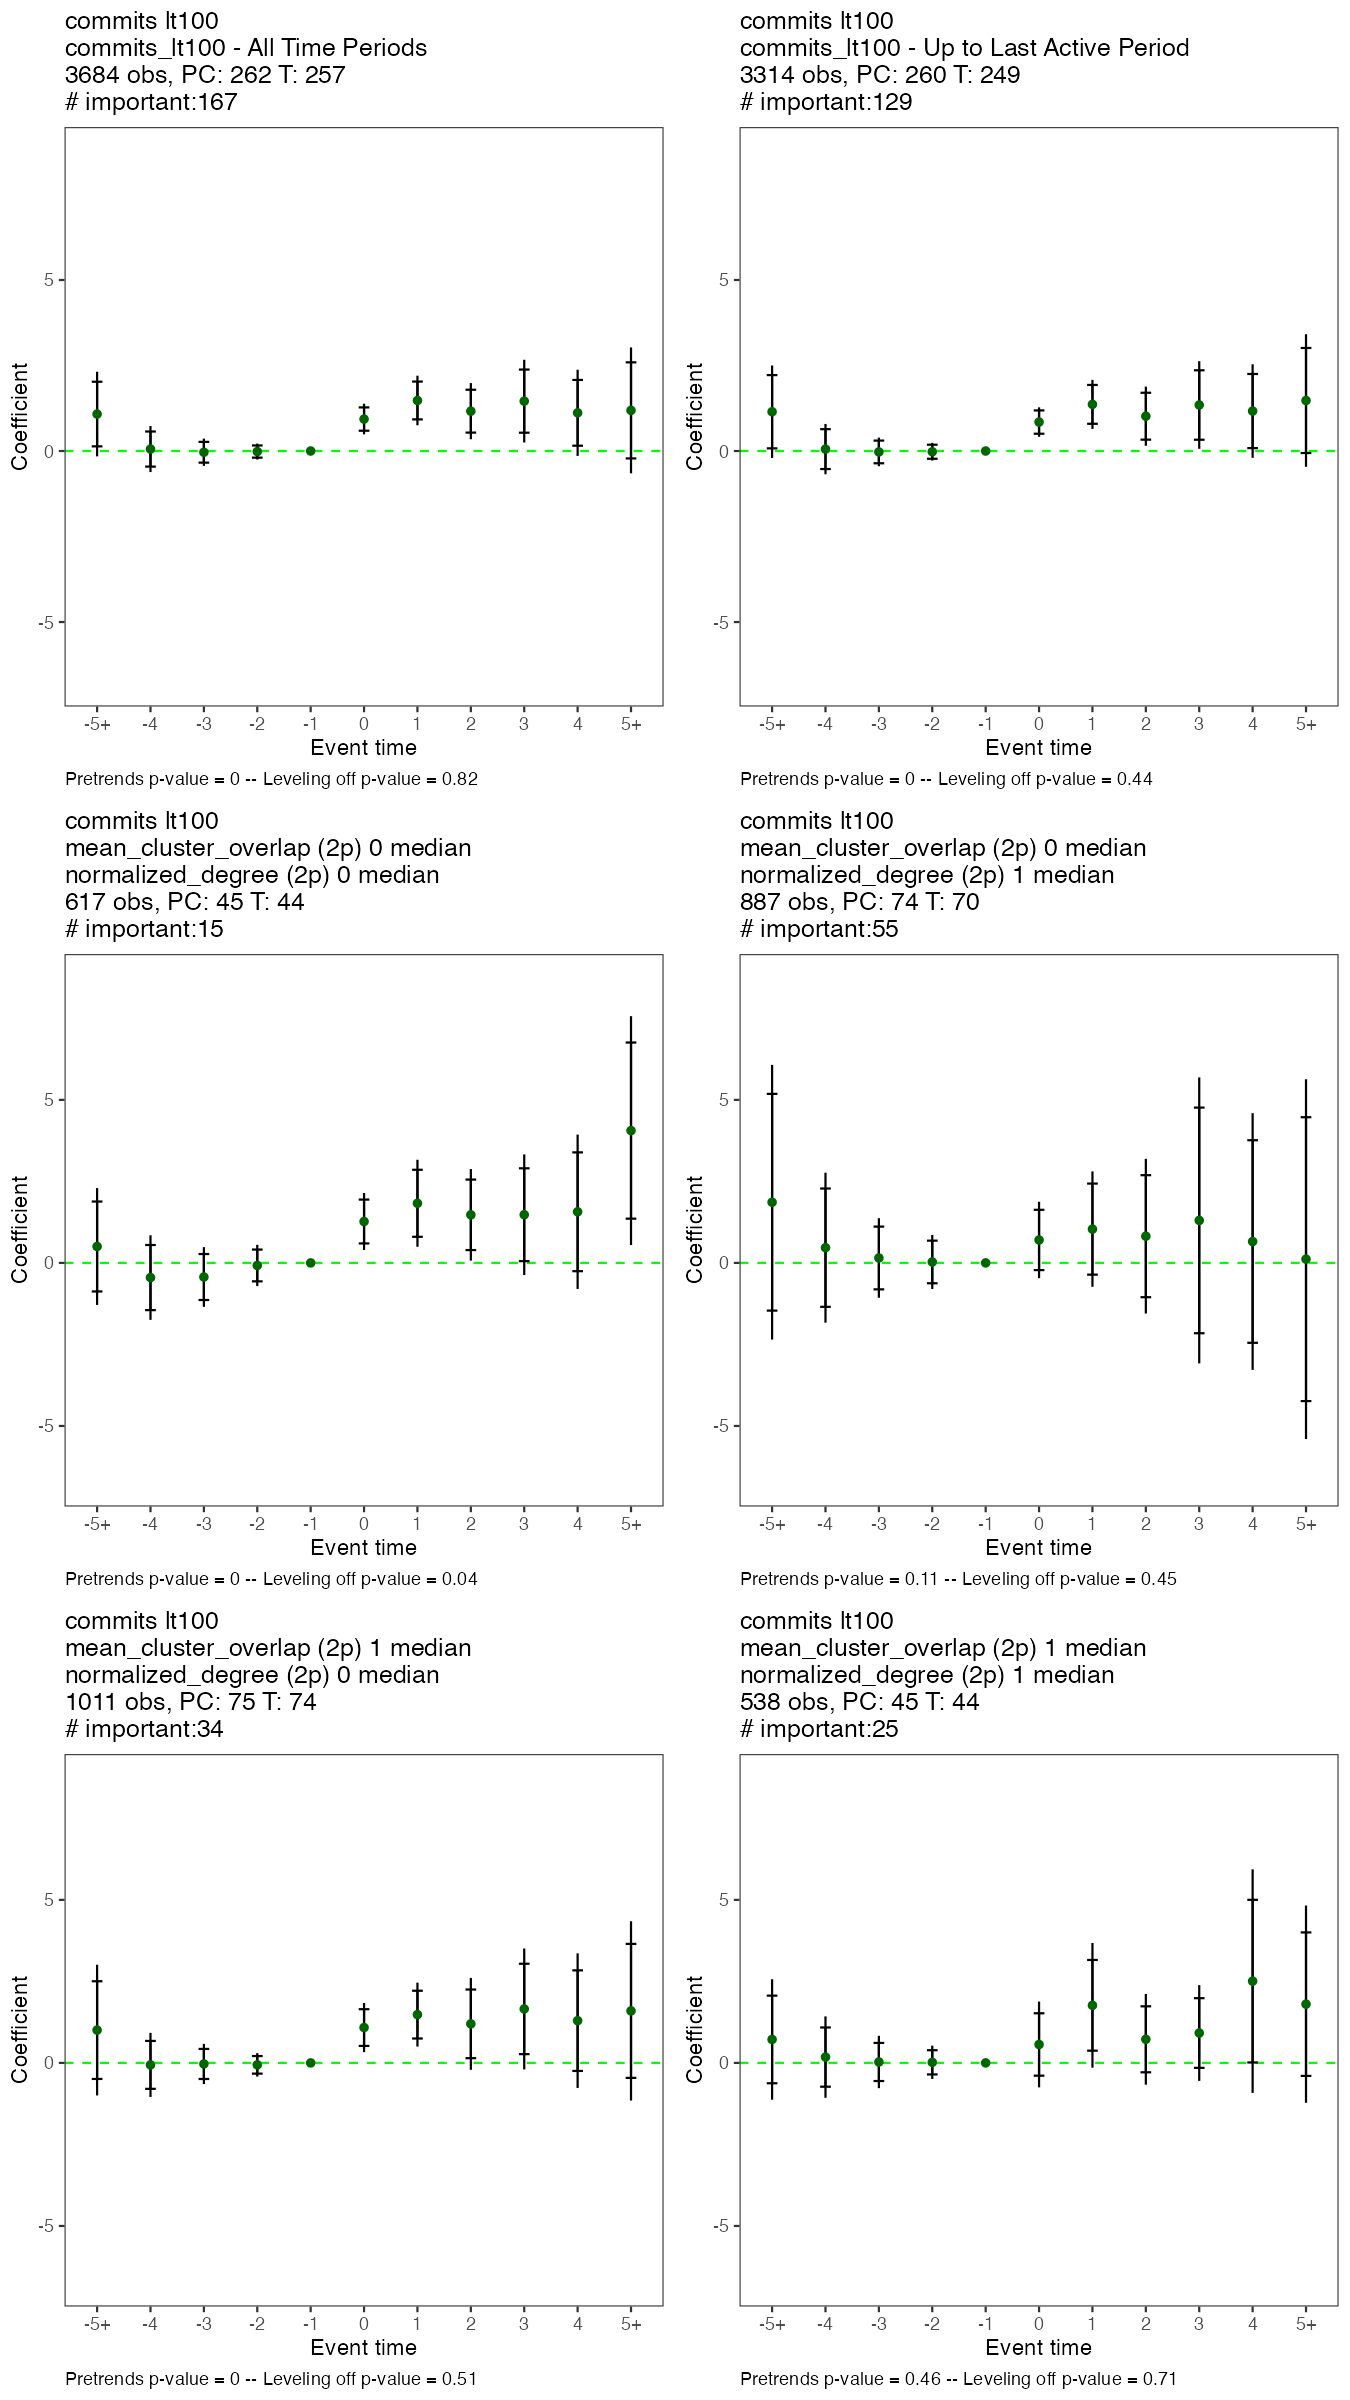 commits lt100
commits_lt100 - All Time Periods
3684 obs, PC: 262 T: 257
# important:167
Coefficient
5
0
-5
-5+ -4 -3 -2 -1 0 1 2 3 4 5+
Event time
Pretrends p-value = 0 -- Leveling off p-value = 0.82
commits lt100
commits_lt100 - Up to Last Active Period
3314 obs, PC: 260 T: 249
# important:129
Coefficient
5
0
-5
-5+ -4 -3 -2 -1 0 1 2 3 4 5+
Event time
Pretrends p-value = 0 -- Leveling off p-value = 0.44
commits lt100
mean_cluster_overlap (2p) 0 median
normalized_degree (2p) 0 median
617 obs, PC: 45 T: 44
# important:15
Coefficient
5
0
-5
-5+ -4 -3 -2 -1 0 1 2 3 4 5+
Event time
Pretrends p-value = 0 -- Leveling off p-value = 0.04
commits lt100
mean_cluster_overlap (2p) 0 median
normalized_degree (2p) 1 median
887 obs, PC: 74 T: 70
# important:55
Coefficient
5
0
-5
-5+ -4 -3 -2 -1 0 1 2 3 4 5+
Event time
Pretrends p-value = 0.11 -- Leveling off p-value = 0.45
commits lt100
mean_cluster_overlap (2p) 1 median
normalized_degree (2p) 0 median
1011 obs, PC: 75 T: 74
# important:34
Coefficient
5
0
-5
-5+ -4 -3 -2 -1 0 1 2 3 4 5+
Event time
Pretrends p-value = 0 -- Leveling off p-value = 0.51
commits lt100
mean_cluster_overlap (2p) 1 median
normalized_degree (2p) 1 median
538 obs, PC: 45 T: 44
# important:25
Coefficient
5
0
-5
-5+ -4 -3 -2 -1 0 1 2 3 4 5+
Event time
Pretrends p-value = 0.46 -- Leveling off p-value = 0.71